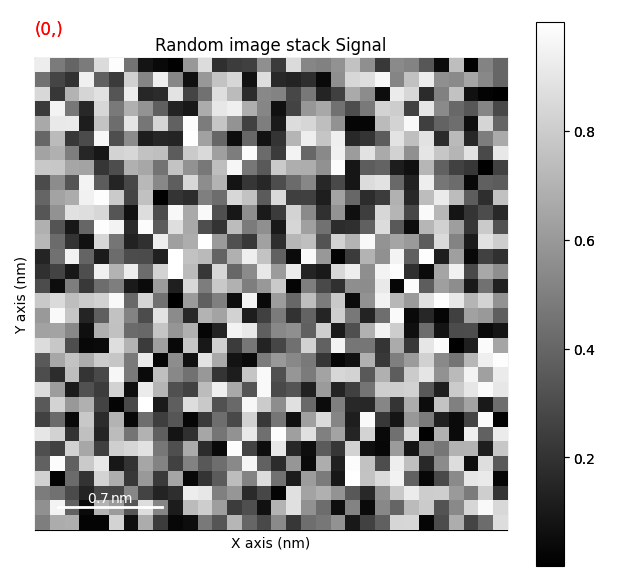 (0,)
Random image stack Signal
0.8
0.6
0.4
0.2
Y axis (nm)
0.7 nm
X axis (nm)